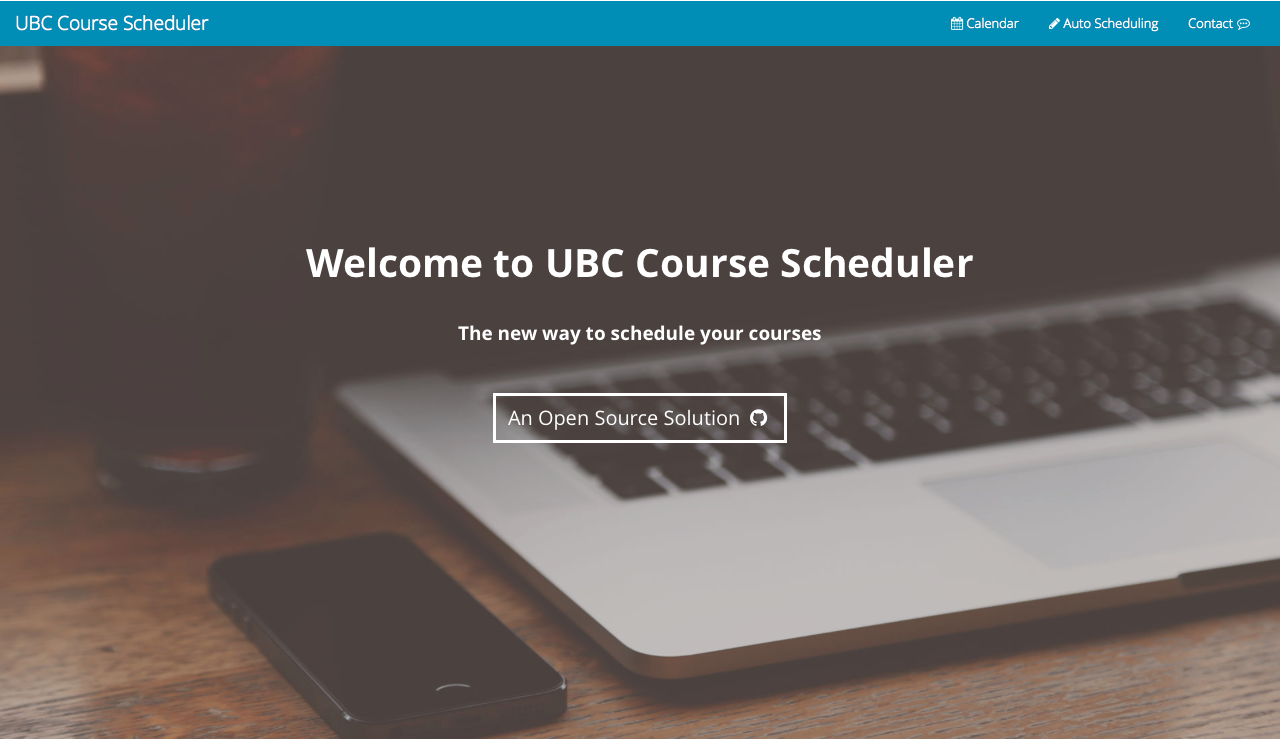 UBC Course Scheduler
Calendar
Auto Scheduling
Contact
Welcome to UBC Course Scheduler
The new way to schedule your courses
An Open Source Solution